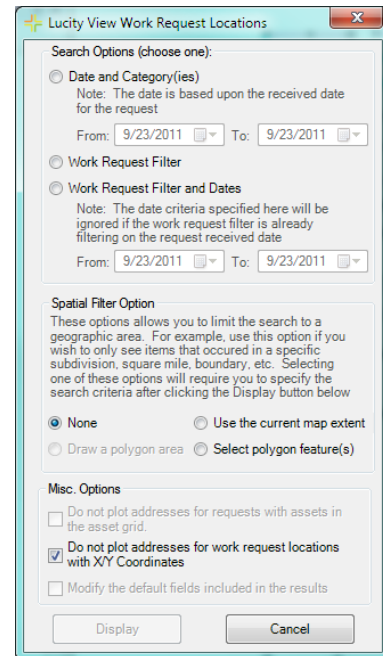 Lucity View Work Request Locations
Search Options (choose one):
Date and Category(ies)
Note: The date is based upon the received date
for the request
From: 9/23/2011 To: 9/23/2011
Work Request Filter
Work Request Filter and Dates
Note: The date criteria specified here will be
ignored if the work request filter is already
filtering on the request received date
From: 9/23/2011 To: 9/23/2011
Spatial Filter Option
These options allows you to limit the search to a
geographic area. For example, use this option if you
wish to only see items that occured in a specific
subdivision, square mile, boundary, etc. Selecting
one of these options will require you to specify the
search criteria after clicking the Display button below
None Use the current map extent
Draw a polygon area Select polygon feature(s)
Misc. Options
Do not plot addresses for requests with assets in
the asset grid.
Do not plot addresses for work request locations
with X/Y Coordinates
Modify the default fields included in the results
Display Cancel